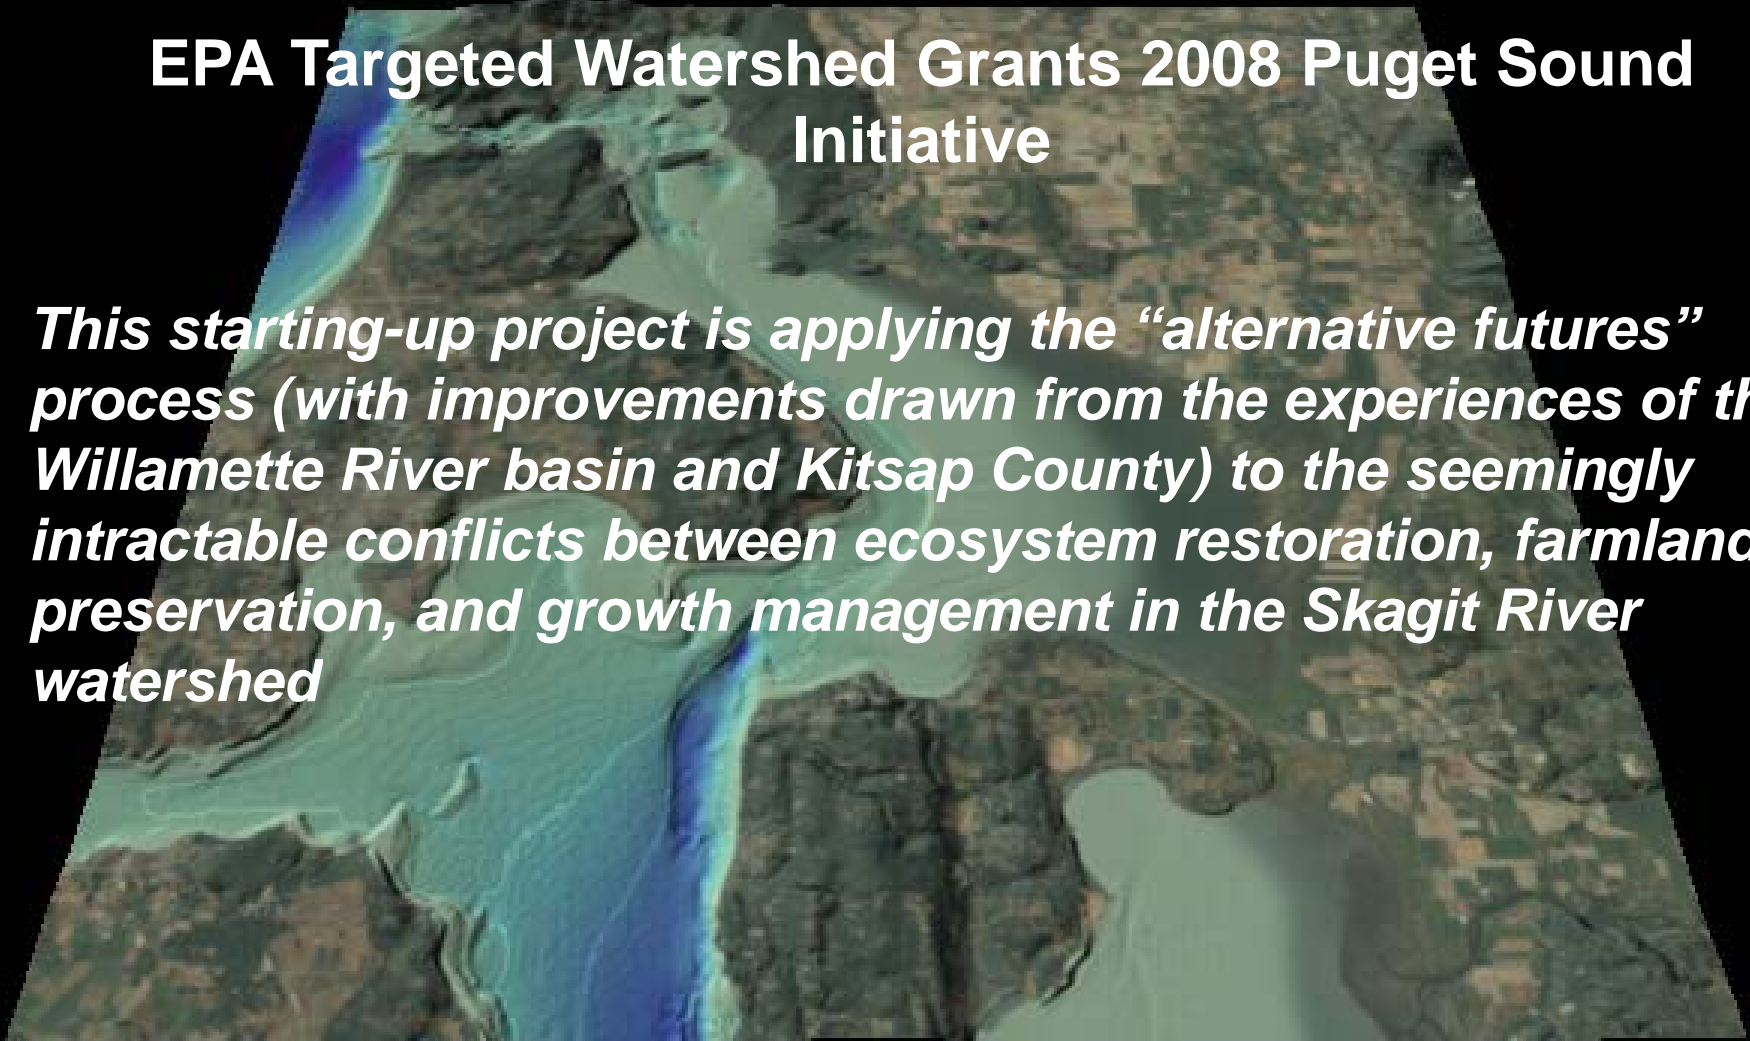 EPA Targeted Watershed Grants 2008 Puget Sound
Initiative
This starting-up project is applying the “alternative futures”
process (with improvements drawn from the experiences of th
Willamette River basin and Kitsap County) to the seemingly
intractable conflicts between ecosystem restoration, farmland
preservation, and growth management in the Skagit River
watershed